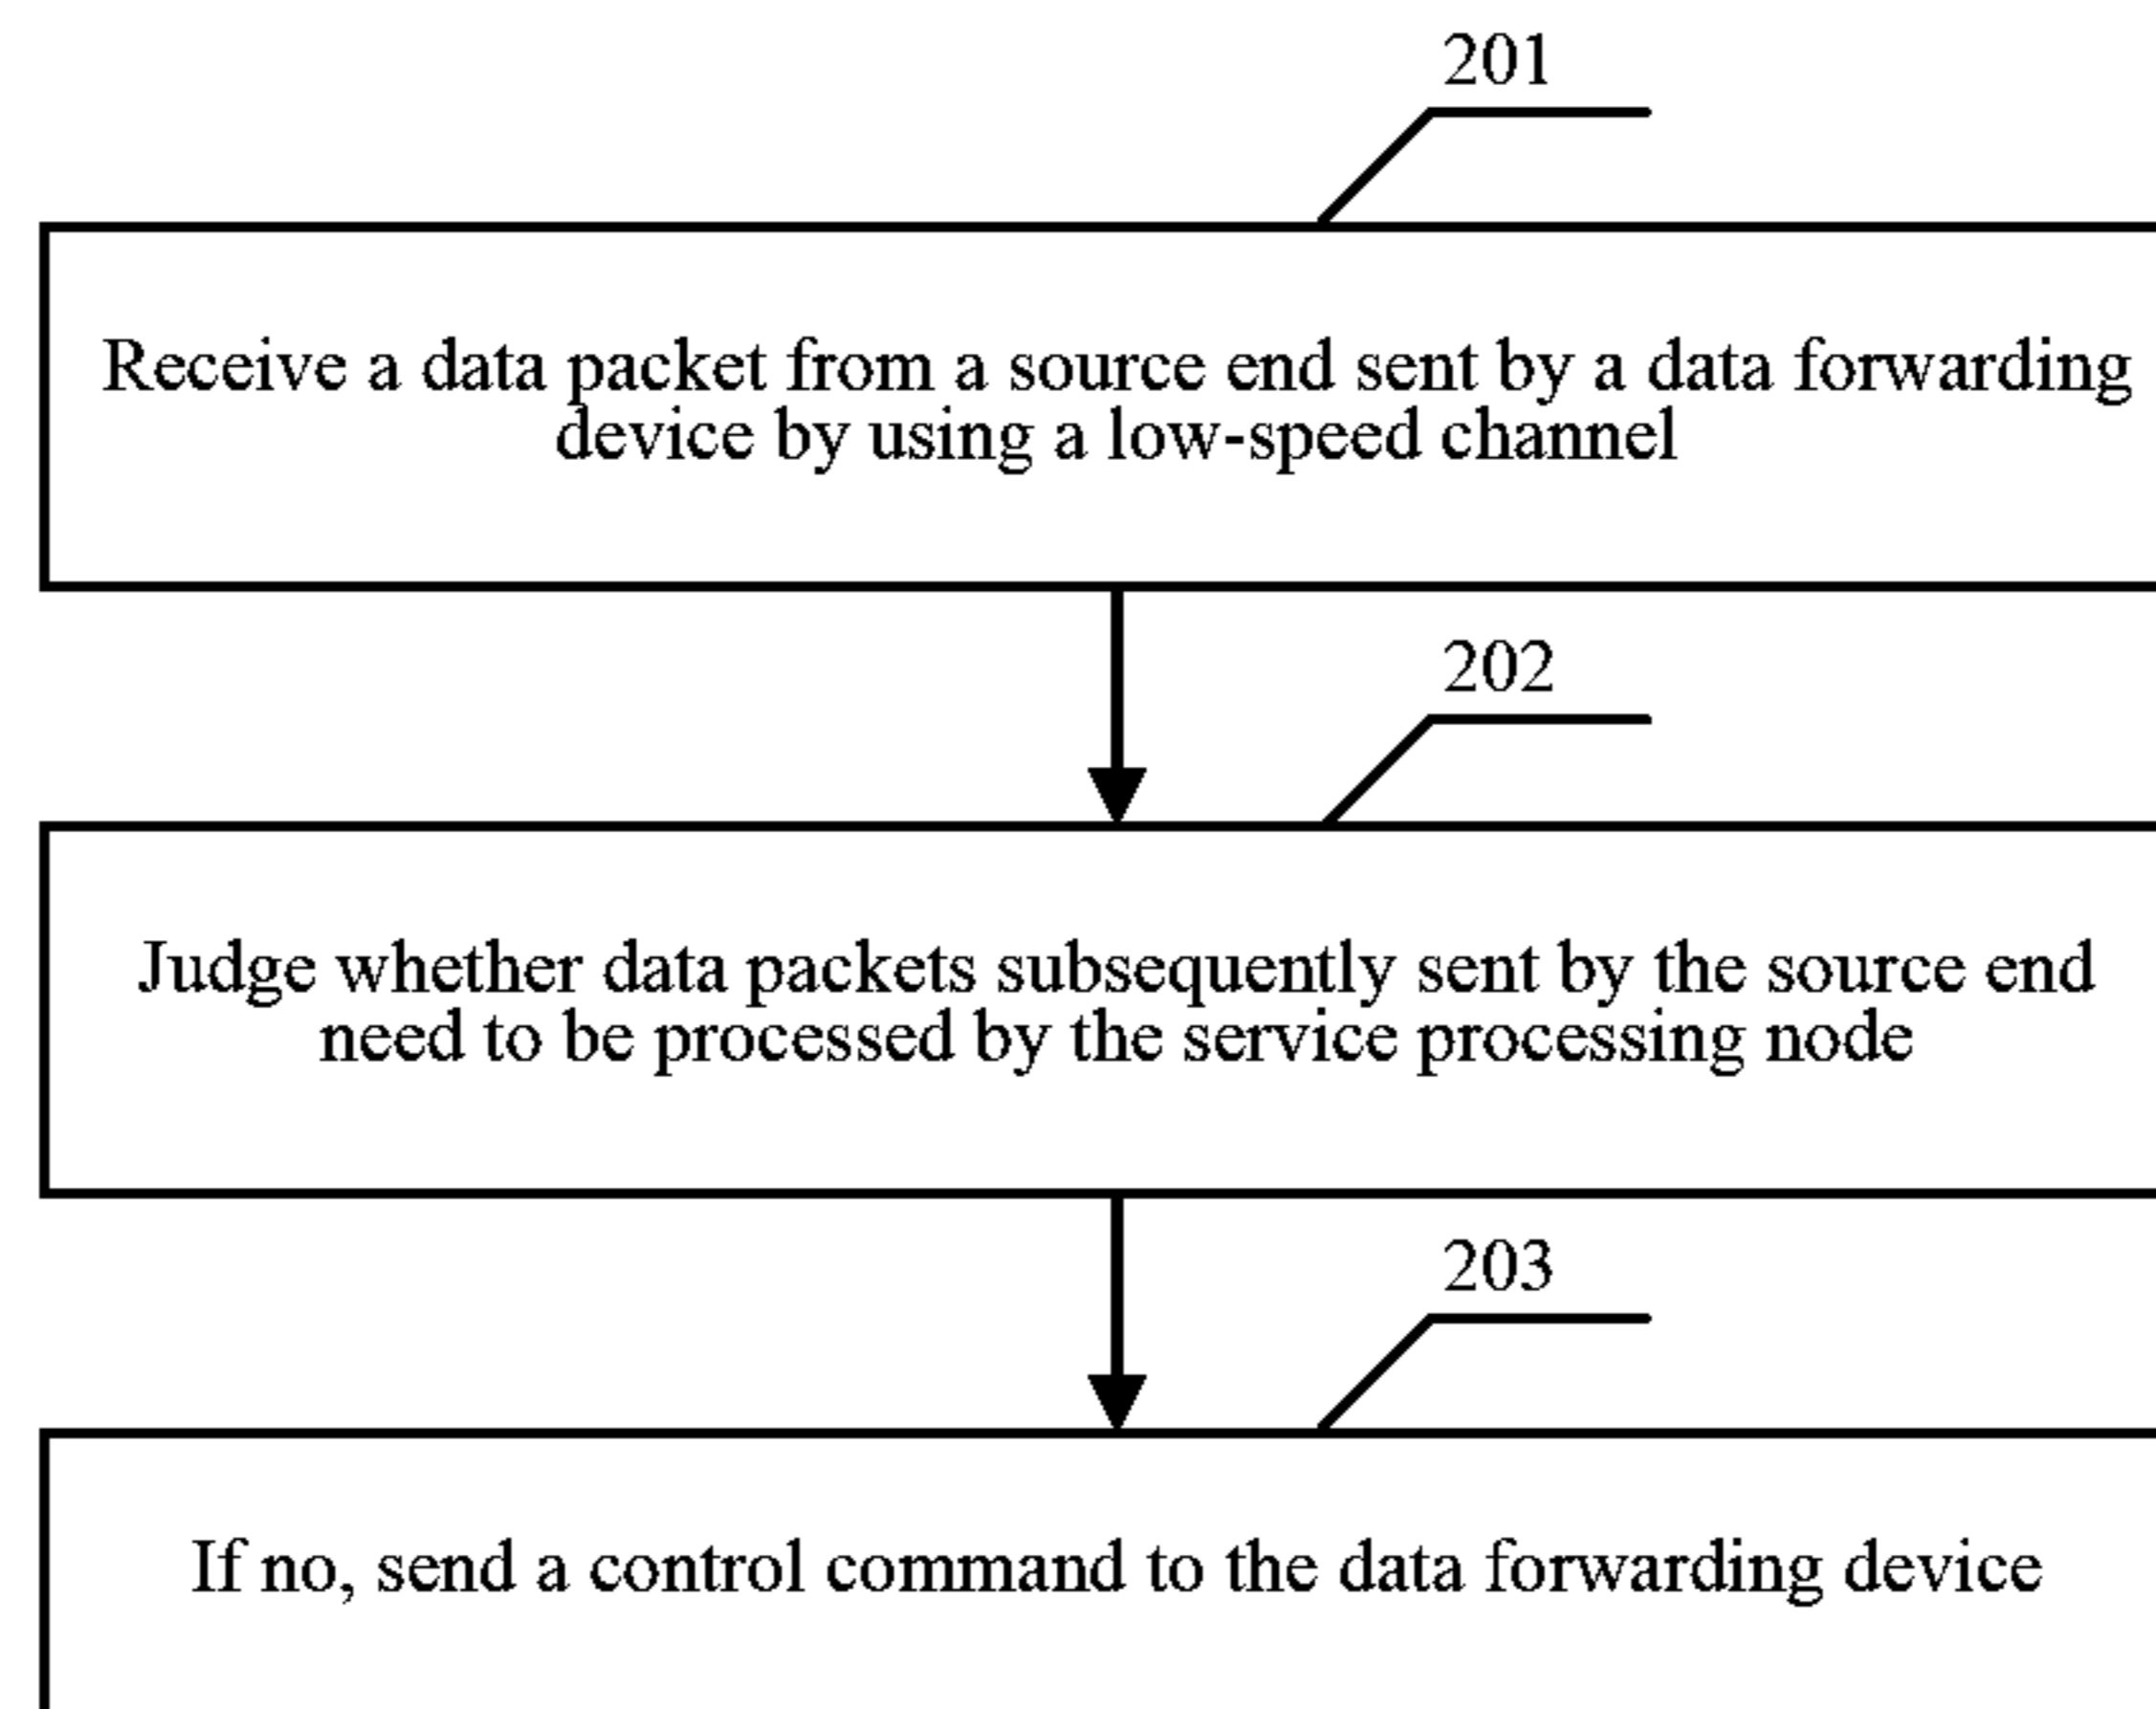 201
Receive a data packet from a source end sent by a data forwarding
device by using a low-speed channel
202
Judge whether data packets subsequently sent by the source end
need to be processed by the service processing node
203
If no, send a control command to the data forwarding device